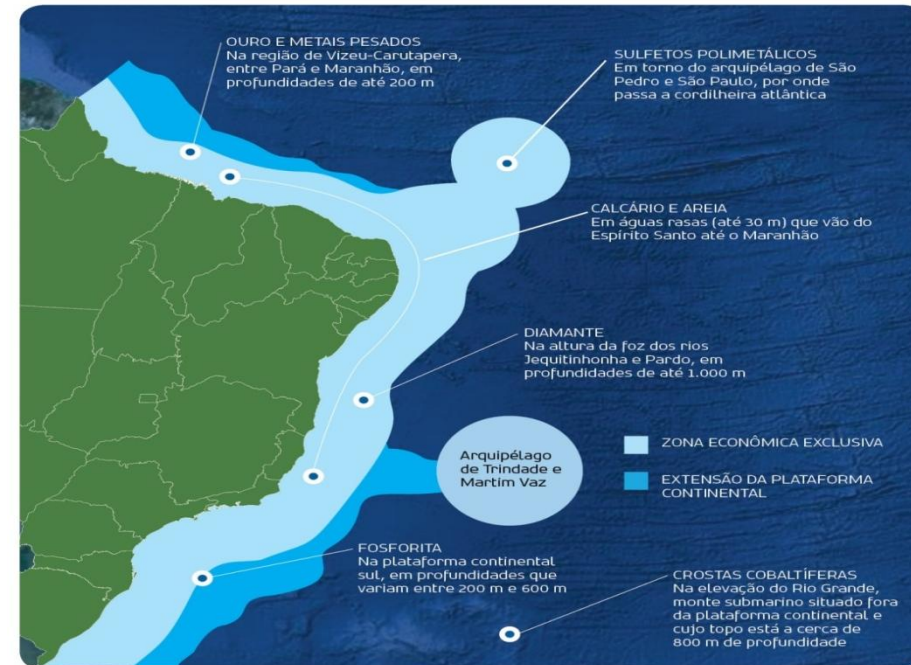 OURO E METAIS PESADOS
Na região de Vizeu-Carutapera,
entre Pará e Maranhão, em
profundidades de até 200 m
SULFETOS POLIMETÁLICOS
Em torno do arquipélago de São
Pedro e São Paulo, por onde
passa a cordilheira atlântica
CALCÁRIO E AREIA
Em águas rasas (até 30 m) que vão do
Espírito Santo até o Maranhão
DIAMANTE
Na altura da foz dos rios
Jequitinhonha e Pardo, em
profundidades de até 1.000 m
Arquipélago
de Trindade e
Martim Vaz
ZONA ECONÔMICA EXCLUSIVA
EXTENSÃO DA PLATAFORMA
CONTINENTAL
FOSFORITA
Na plataforma continental
sul, em profundidades que
variam entre 200 m e 600 m
CROSTAS COBALTÍFERAS
Na elevação do Rio Grande,
monte submarino situado fora
da plataforma continental e
cujo topo está a cerca de
800 m de profundidade